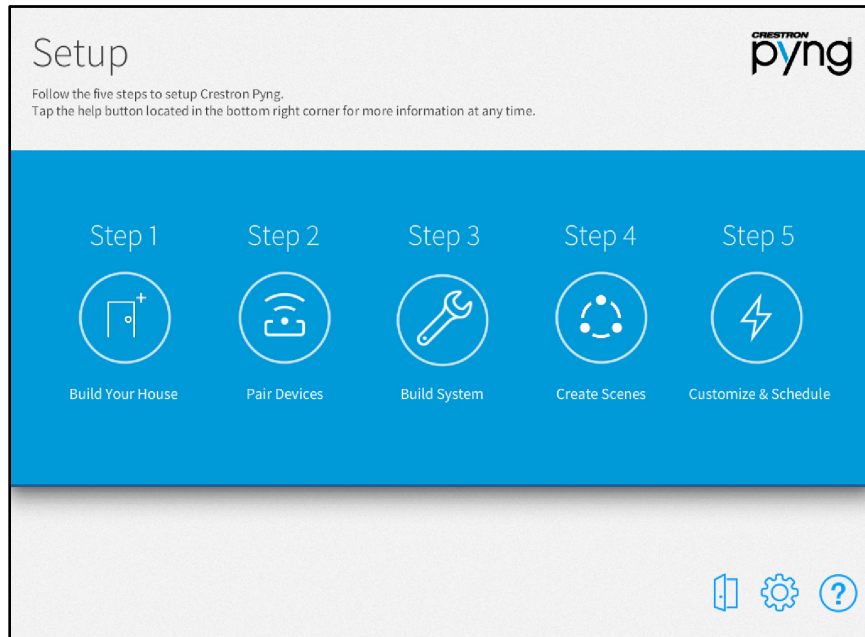 Setup
CRESTRON
pyng
Follow the five steps to setup Crestron Pyng.
Tap the help button located in the bottom right corner for more information at any time.
Step 1
Step 2
Step 3
Step 4
Step 5
Build Your House
Pair Devices
Build System
Create Scenes
Customize & Schedule
?